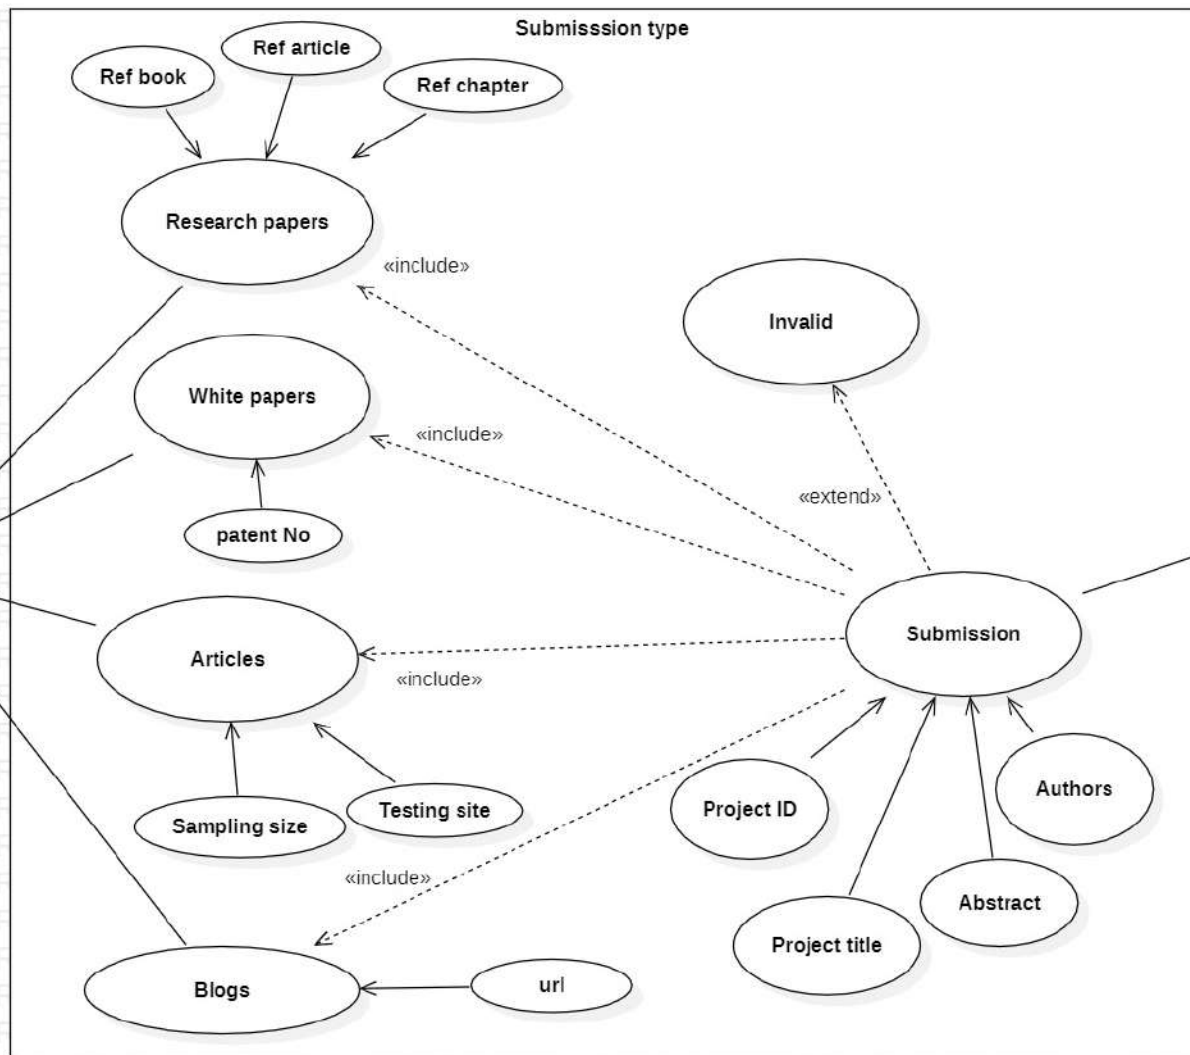 Submisssion type
Ref article
Ref book
Ref chapter
Research papers
«include»
Invalid
White papers
«include»
«extend»
patent No
Submission
Articles
«include»
Authors
Project ID
Testing site
Sampling size
«include»
Abstract
Project title
url
Blogs